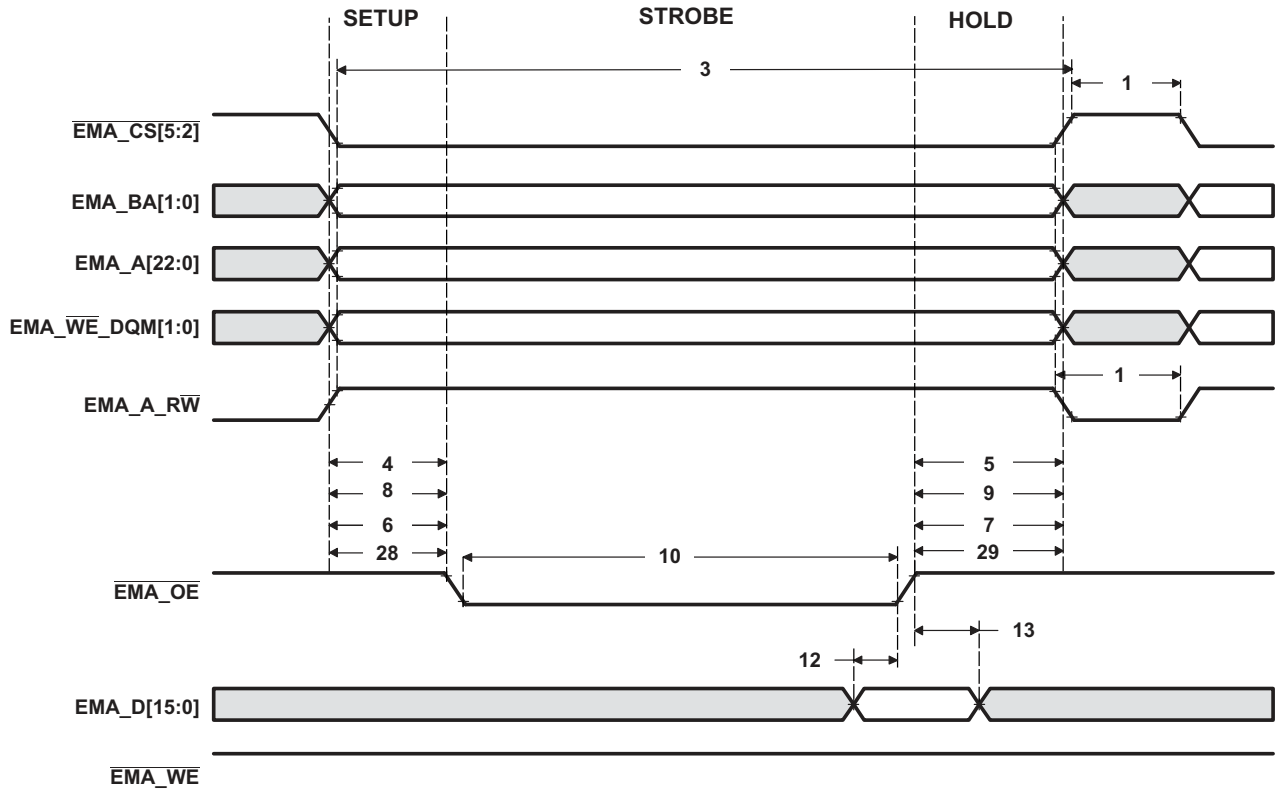 SETUP STROBE HOLD
3
1
EMA_CS[5:2]
EMA_BA[1:0]
EMA_A[22:0]
EMA_WE_DQM[1:0]
1
EMA_A_RW
4 5
8 9
6 7
28 10 29
EMA_OE
13
12
EMA_D[15:0]
EMA_WE